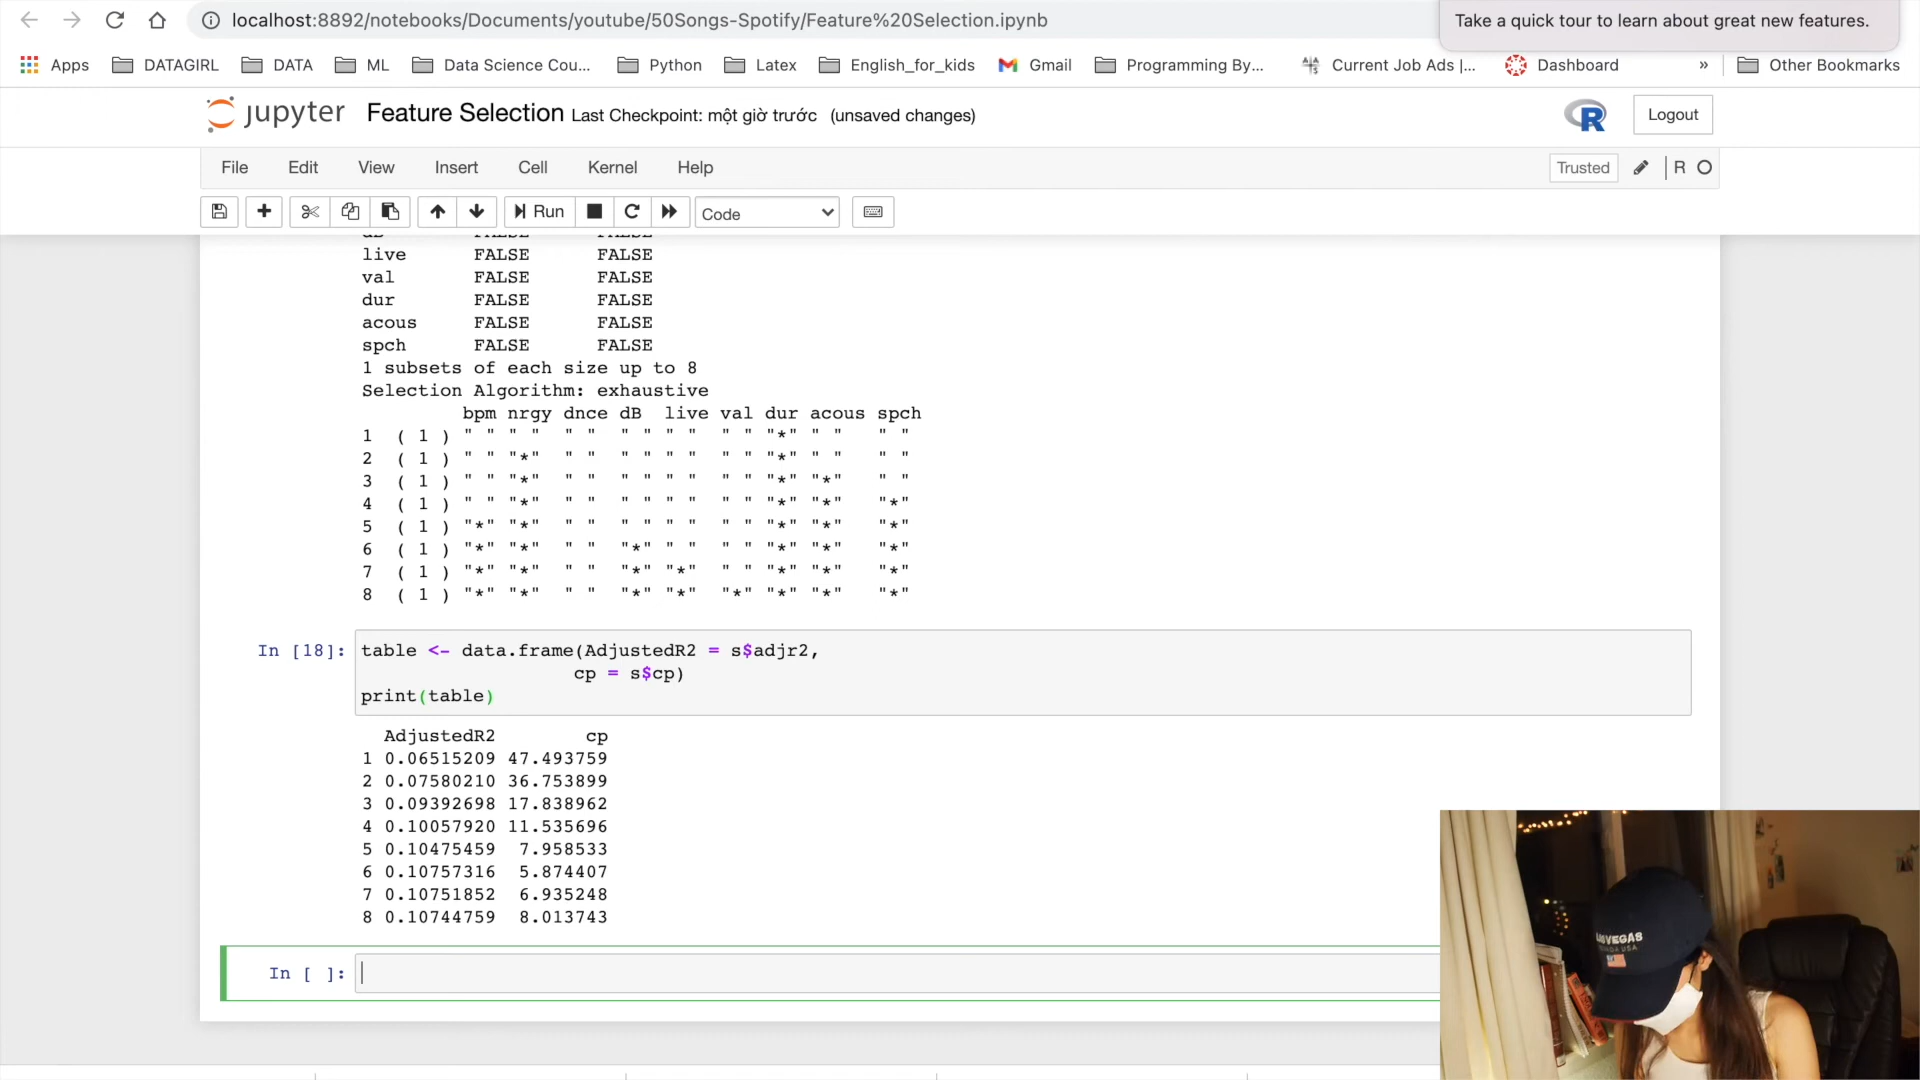 localhost:8892/notebooks/Documents/youtube/50Songs-Spotify/Feature%20Selection.ipynb
Take a quick tour to learn about great new features.
Apps DATAGIRL DATA ML Data Science Cou... Python Latex English_for_kids Gmail Programming By... Current Job Ads |... Dashboard » Other Bookmarks
jupyter Feature Selection Last Checkpoint: một giờ trước (unsaved changes) R Logout
File Edit View Insert Cell Kernel Help Trusted R
Run Code
dB FALSE FALSE
live FALSE FALSE
val FALSE FALSE
dur FALSE FALSE
acous FALSE FALSE
spch FALSE FALSE
1 subsets of each size up to 8
Selection Algorithm: exhaustive
bpm nrgy dnce dB live val dur acous spch
1 ( 1 ) " " " " " " " " " " " " "*" " " " "
2 ( 1 ) " " "*" " " " " " " " " "*" " " " "
3 ( 1 ) " " "*" " " " " " " " " "*" "*" " "
4 ( 1 ) " " "*" " " " " " " " " "*" "*" "*"
5 ( 1 ) "*" "*" " " " " " " " " "*" "*" "*"
6 ( 1 ) "*" "*" " " "*" " " " " "*" "*" "*"
7 ( 1 ) "*" "*" " " "*" "*" " " "*" "*" "*"
8 ( 1 ) "*" "*" " " "*" "*" "*" "*" "*" "*"
In [18]: table <- data.frame(AdjustedR2 = s$adjr2,
cp = s$cp)
print(table)
AdjustedR2 cp
1 0.06515209 47.493759
2 0.07580210 36.753899
3 0.09392698 17.838962
4 0.10057920 11.535696
5 0.10475459 7.958533
6 0.10757316 5.874407
7 0.10751852 6.935248
8 0.10744759 8.013743
In [ ]:
LAS VEGAS
NEVADA USA